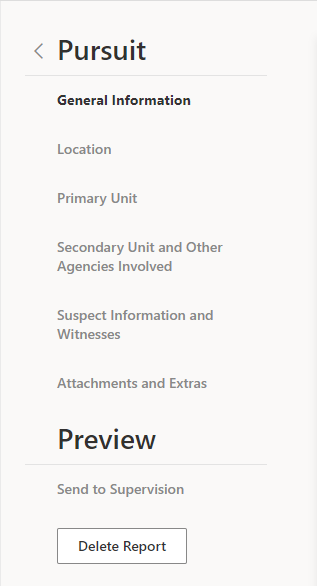 Pursuit
General Information
Location
Primary Unit
Secondary Unit and Other
Agencies Involved
Suspect Information and
Witnesses
Attachments and Extras
Preview
Send to Supervision
Delete Report